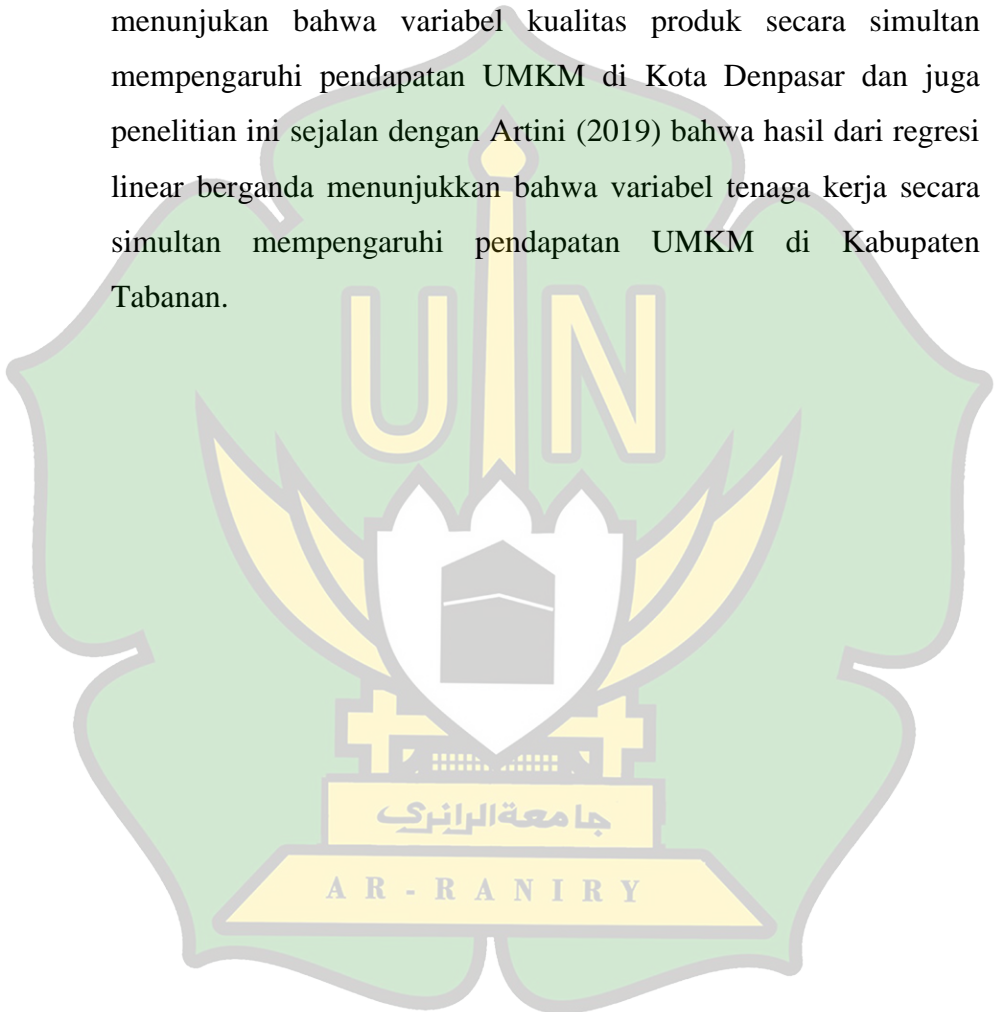 menunjukan bahwa variabel kualitas produk secara simultan
mempengaruhi pendapatan UMKM di Kota Denpasar dan juga
penelitian ini sejalan dengan Artini (2019) bahwa hasil dari regresi
linear berganda menunjukkan bahwa variabel tenaga kerja secara
simultan mempengaruhi pendapatan UMKM di Kabupaten
Tabanan.
UIN
جامعة الرانري
AR-RANIRY